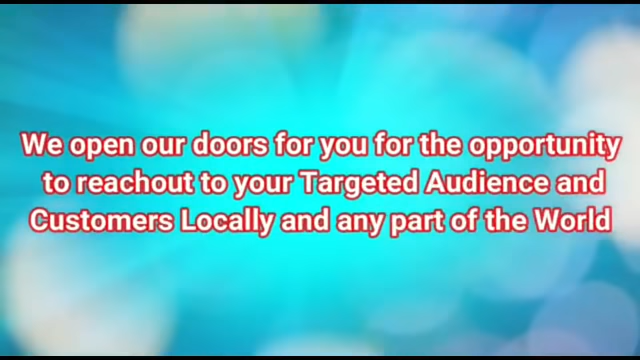 We open our doors for you for the opportunity
to reachout to your Targeted Audience and
Customers Locally and any part of the World